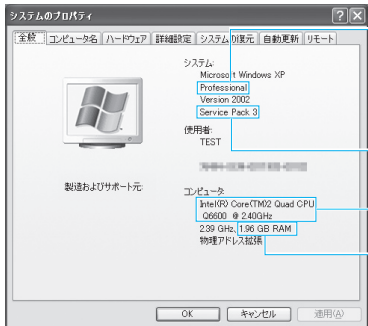 システムのプロパティ
全般 コンピュータ名 ハードウェア 詳細設定 システムの復元 自動更新 リモート
システム:
Microsoft Windows XP
Professional
Version 2002
Service Pack 3
使用者:
TEST
製造およびサポート元:
コンピュータ:
Intel(R) Core(TM)2 Quad CPU
Q6600 @ 2.40GHz
2.39 GHz、1.96 GB RAM
物理アドレス拡張
OK キャンセル 適用(A)